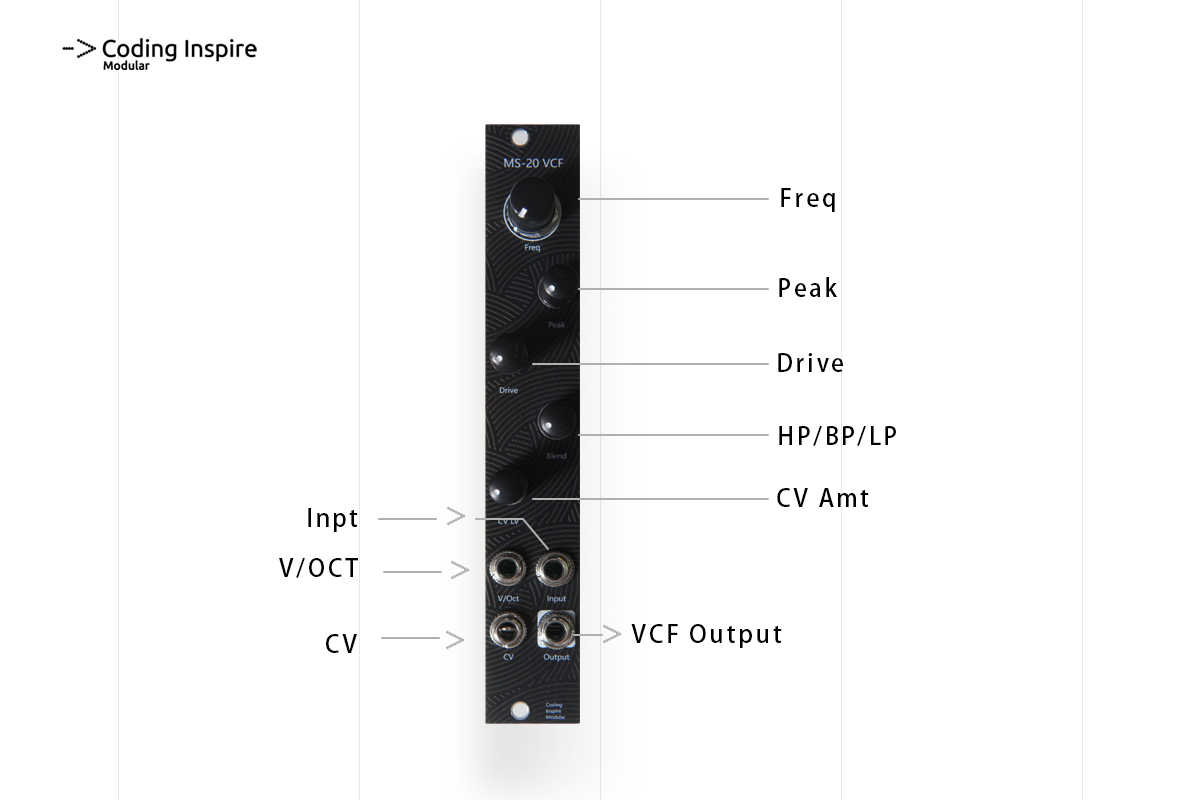 --> Coding Inspire
Modular
MS-20 VCF
Freq
Freq
Peak
Peak
Drive
Drive
HP/BP/LP
Blend
CV Amt
CV LV
Inpt
V/OCT
V/Oct
Input
CV
VCF Output
CV
Output
Coding
Inspire
Modular